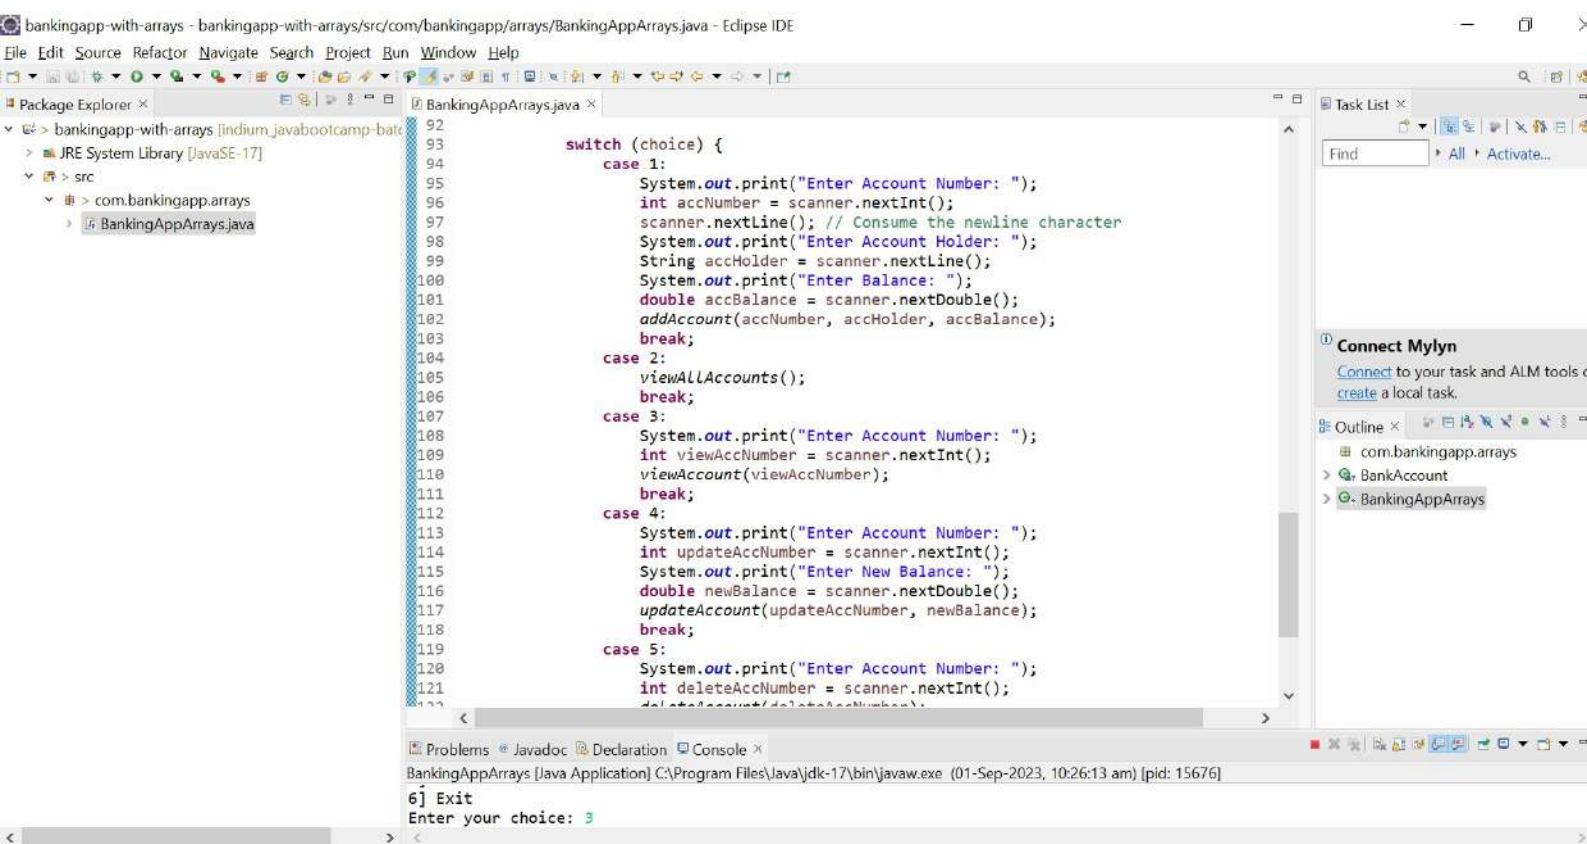 bankingapp-with-arrays - bankingapp-with-arrays/src/com/bankingapp/arrays/BankingAppArrays.java - Eclipse IDE
File Edit Source Refactor Navigate Search Project Run Window Help
Package Explorer
bankingapp-with-arrays [indium_javabootcamp-batc
JRE System Library [JavaSE-17]
src
com.bankingapp.arrays
BankingAppArrays.java
BankingAppArrays.java
92
93 switch (choice) {
94 case 1:
95 System.out.print("Enter Account Number: ");
96 int accNumber = scanner.nextInt();
97 scanner.nextLine(); // Consume the newline character
98 System.out.print("Enter Account Holder: ");
99 String accHolder = scanner.nextLine();
100 System.out.print("Enter Balance: ");
101 double accBalance = scanner.nextDouble();
102 addAccount(accNumber, accHolder, accBalance);
103 break;
104 case 2:
105 viewAllAccounts();
106 break;
107 case 3:
108 System.out.print("Enter Account Number: ");
109 int viewAccNumber = scanner.nextInt();
110 viewAccount(viewAccNumber);
111 break;
112 case 4:
113 System.out.print("Enter Account Number: ");
114 int updateAccNumber = scanner.nextInt();
115 System.out.print("Enter New Balance: ");
116 double newBalance = scanner.nextDouble();
117 updateAccount(updateAccNumber, newBalance);
118 break;
119 case 5:
120 System.out.print("Enter Account Number: ");
121 int deleteAccNumber = scanner.nextInt();
122 deleteAccount(deleteAccNumber);
Task List
Find All Activate...
Connect Mylyn
Connect to your task and ALM tools
create a local task.
Outline
com.bankingapp.arrays
BankAccount
BankingAppArrays
Problems Javadoc Declaration Console
BankingAppArrays [Java Application] C:\Program Files\Java\jdk-17\bin\javaw.exe (01-Sep-2023, 10:26:13 am) [pid: 15676]
6] Exit
Enter your choice: 3